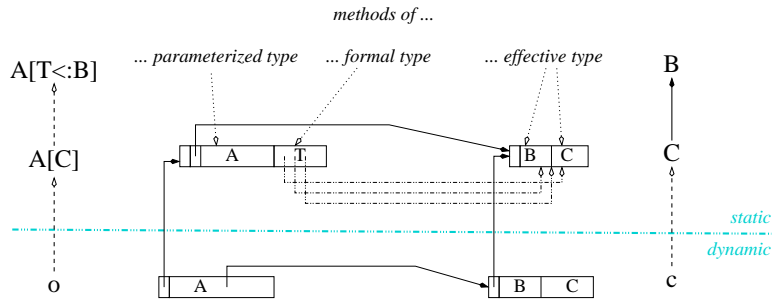 methods of ...
... parameterized type ... formal type ... effective type
A[T<:B] B
A T B C
A[C] C
static
dynamic
o A B C c